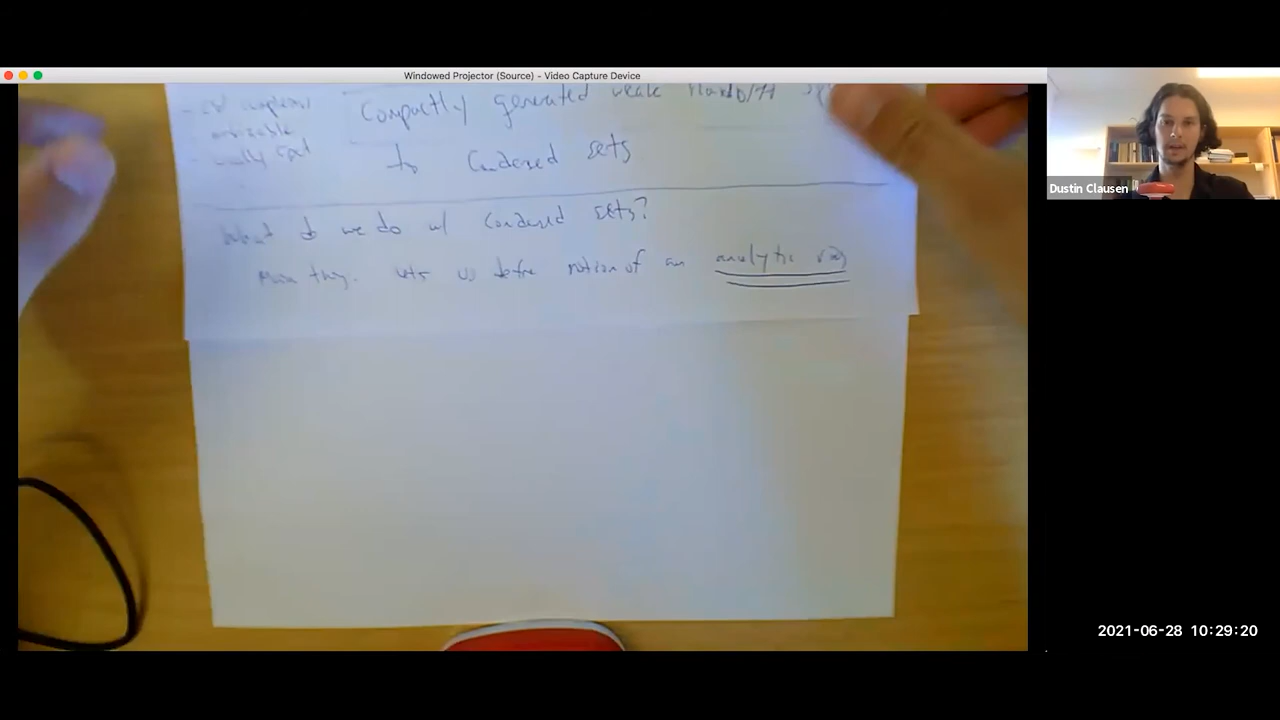 Windowed Projector (Source) - Video Capture Device
Compactly generated weak Hausdorff
to Condensed sets
What do we do w/ Condensed sets?
Main thing: lets us define notion of an analytic ring
Dustin Clausen
2021-06-28 10:29:20